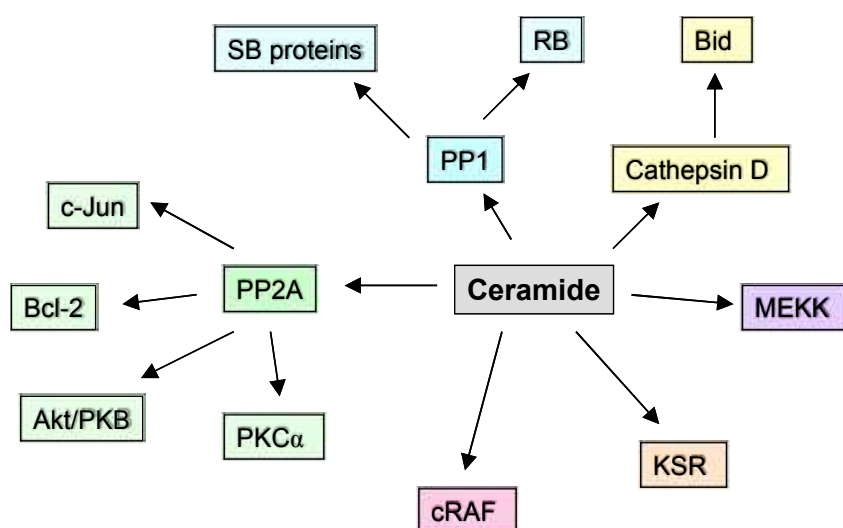 SB proteins
RB
Bid
PP1
Cathepsin D
c-Jun
PP2A
Ceramide
Bcl-2
MEKK
Akt/PKB
PKCα
KSR
cRAF